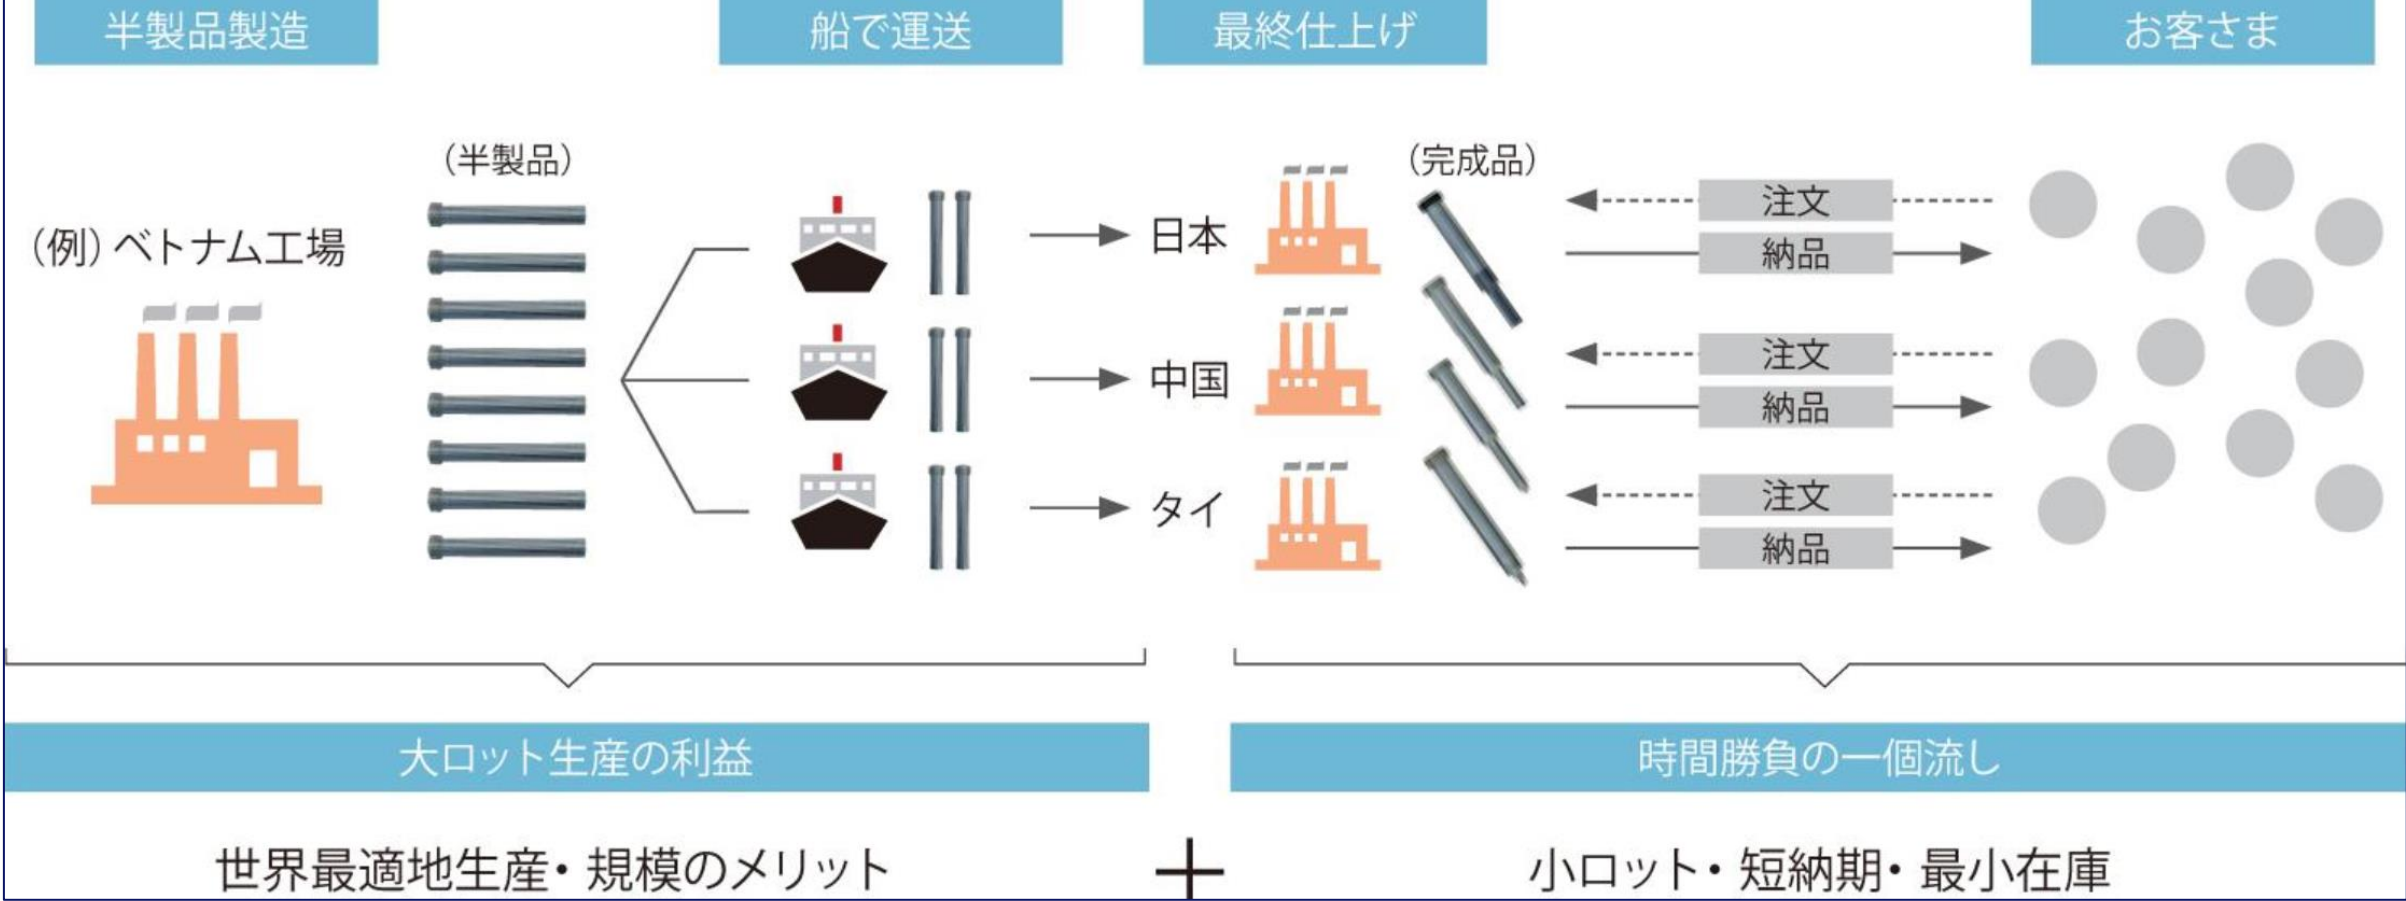 半製品製造
船で運送
最終仕上げ
お客さま
（半製品）
（完成品）
（例）ベトナム工場
日本
注文
納品
中国
注文
納品
タイ
注文
納品
大ロット生産の利益
時間勝負の一個流し
世界最適地生産・規模のメリット
＋
小ロット・短納期・最小在庫